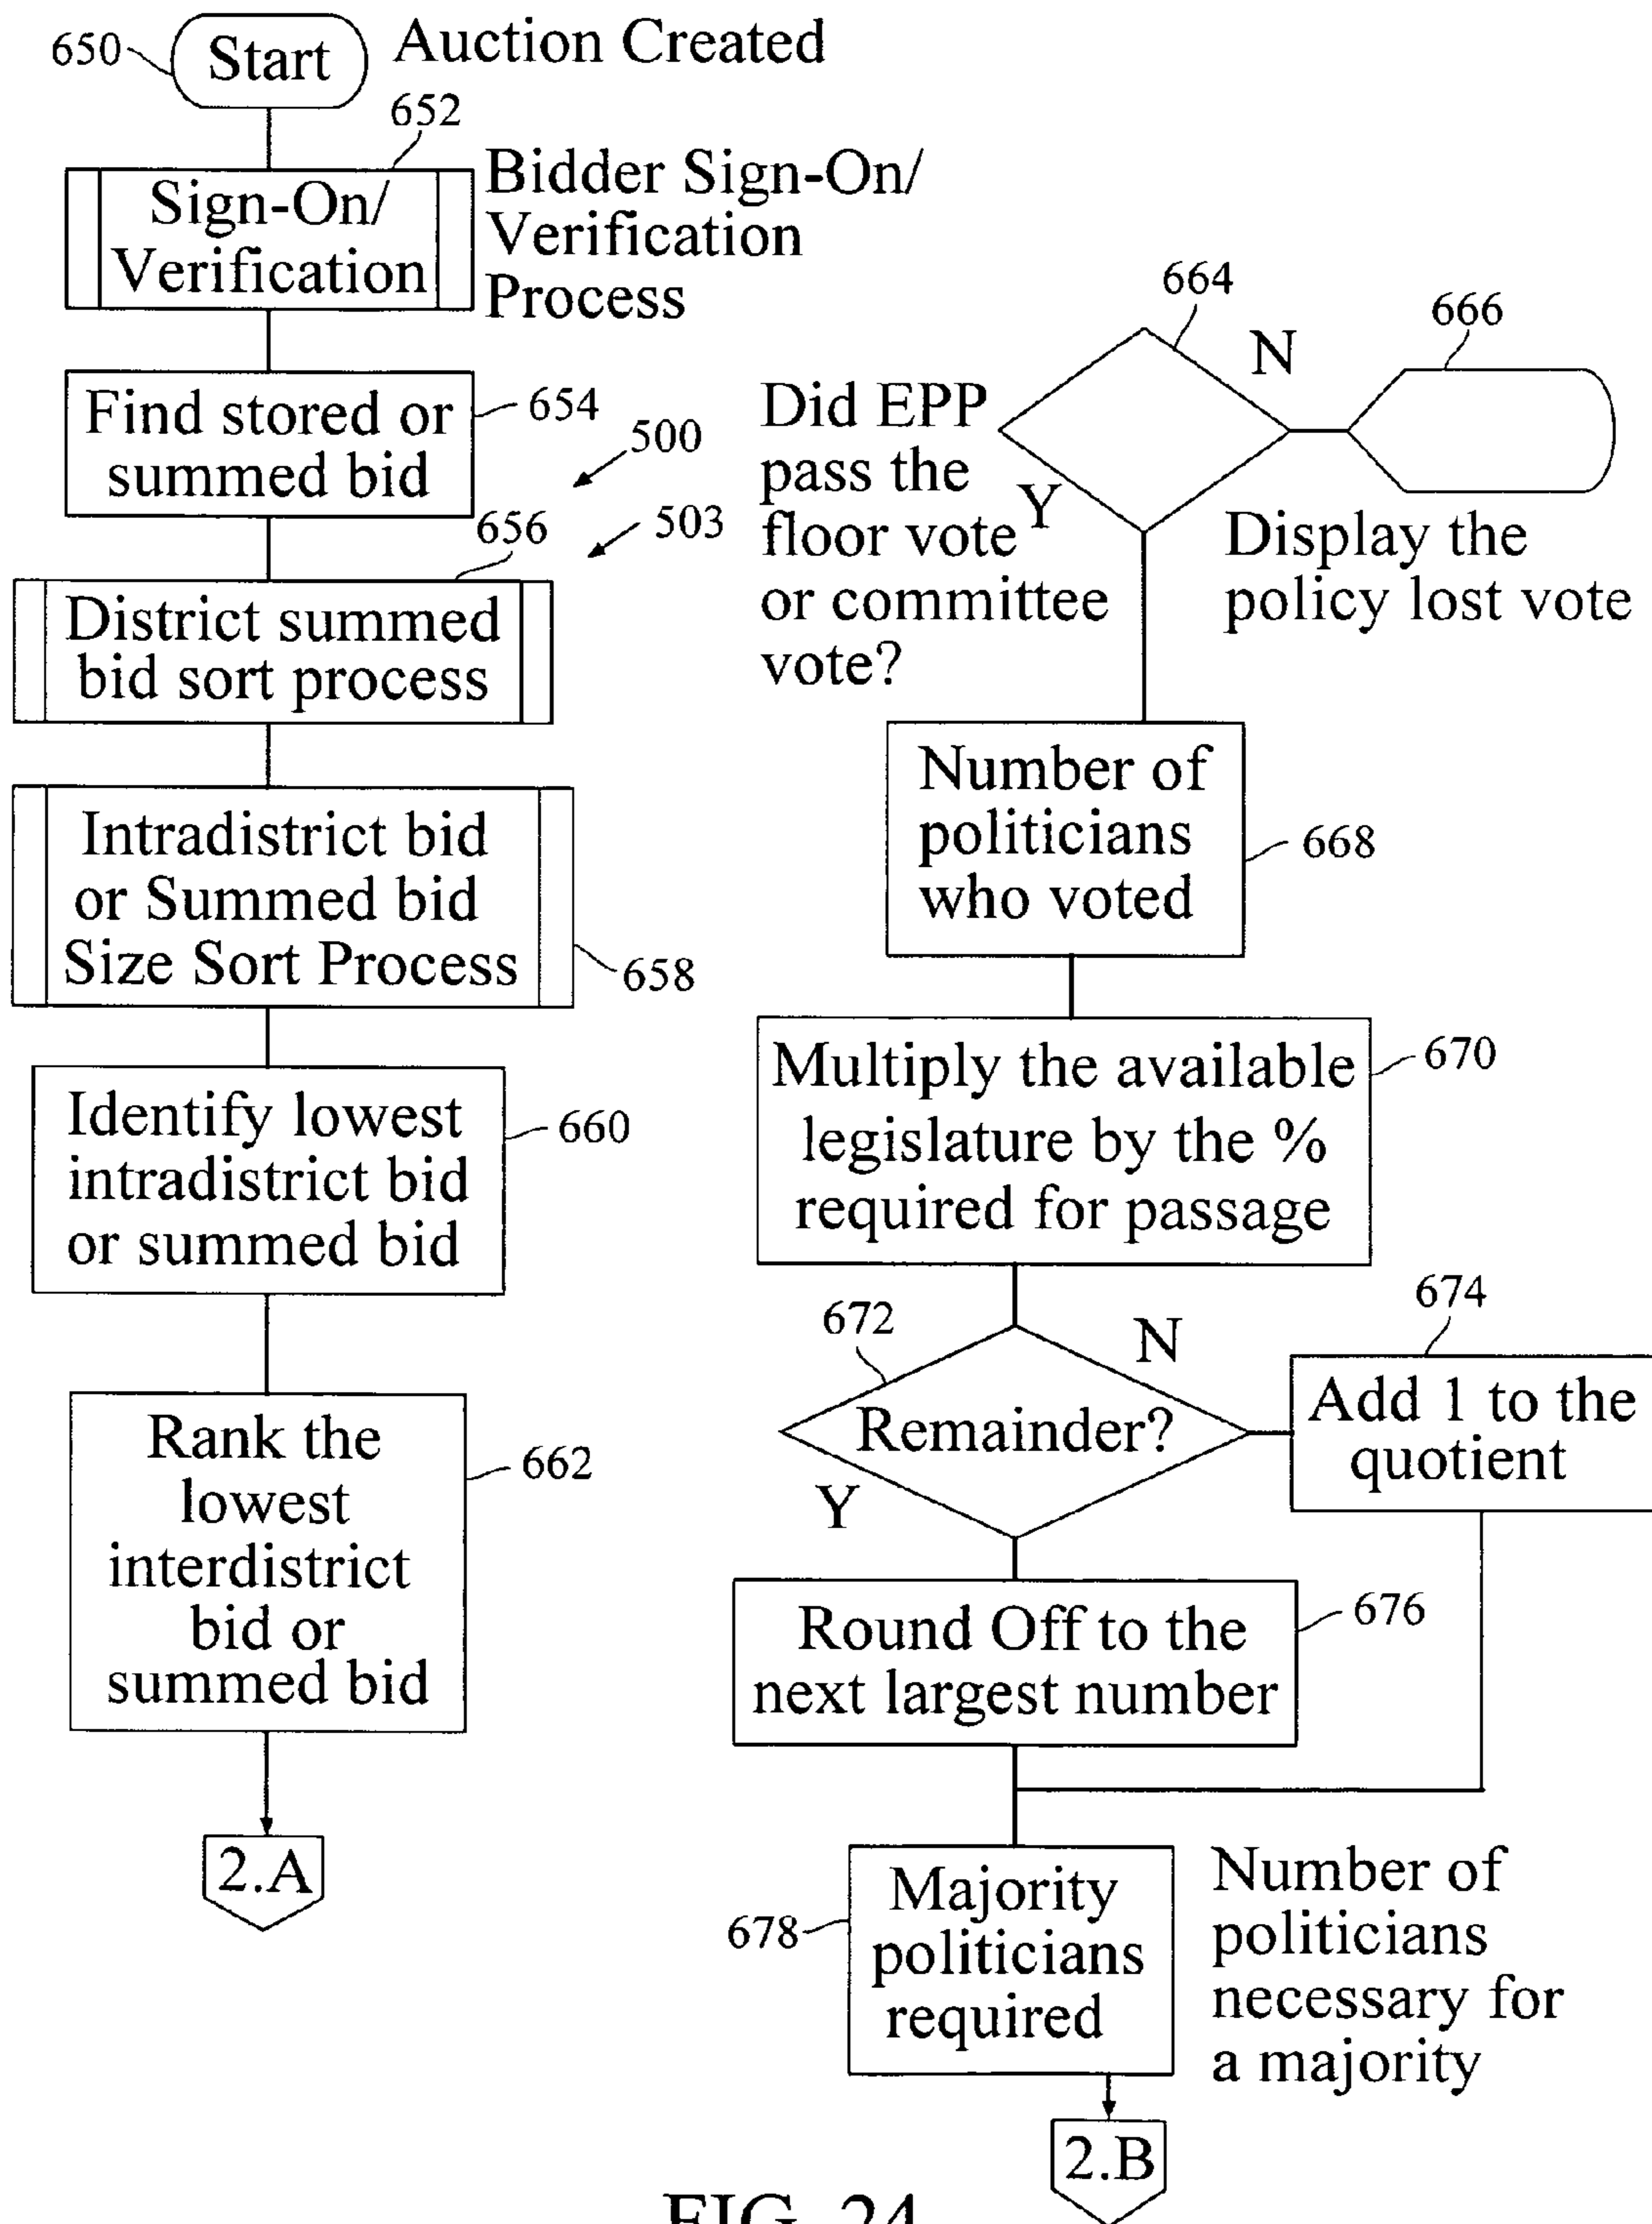 650
Start
Auction Created
652
Sign-On/
Verification
Bidder Sign-On/
Verification
Process
Find stored or
summed bid
654
500
503
656
District summed
bid sort process
Intradistrict bid
or Summed bid
Size Sort Process
658
Identify lowest
intradistrict bid
or summed bid
660
Rank the
lowest
interdistrict
bid or
summed bid
662
2.A
664
N
666
Did EPP
pass the
floor vote
or committee
vote?
Y
Display the
policy lost vote
Number of
politicians
who voted
668
Multiply the available
legislature by the %
required for passage
670
672
Remainder?
N
Y
674
Add 1 to the
quotient
Round Off to the
next largest number
676
678
Majority
politicians
required
Number of
politicians
necessary for
a majority
2.B
FIG. 24